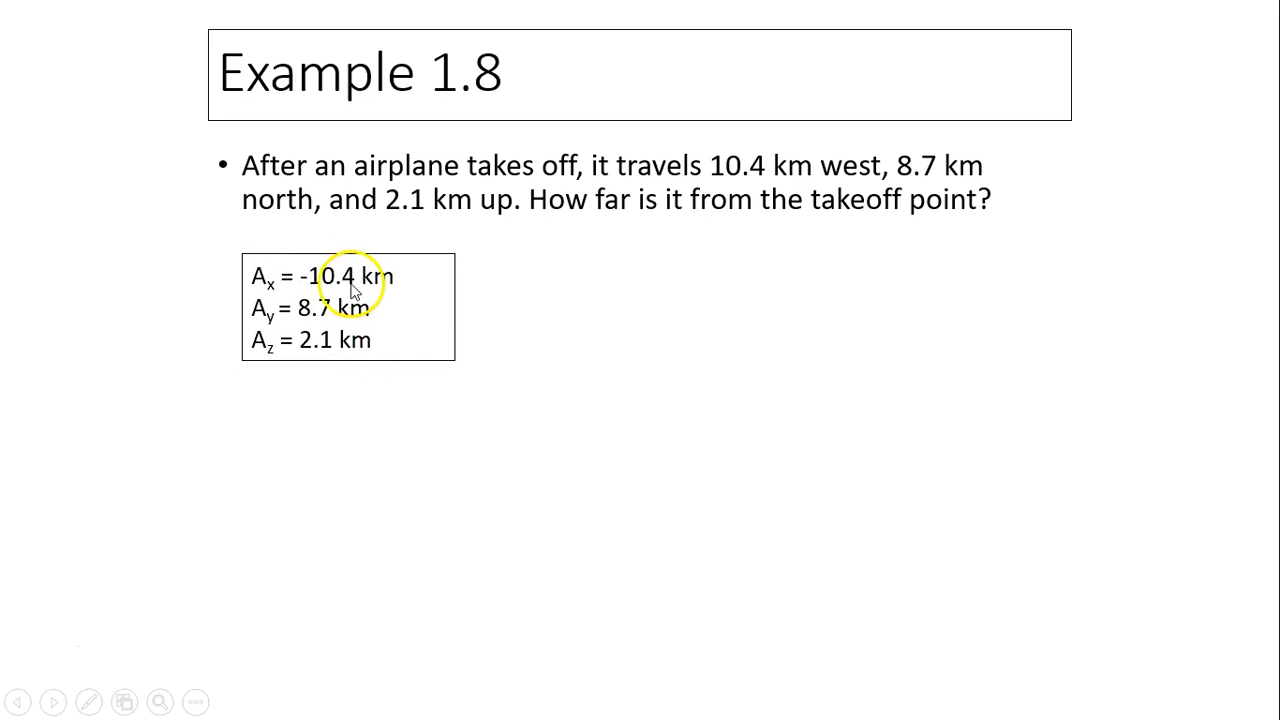 Example 1.8
• After an airplane takes off, it travels 10.4 km west, 8.7 km
north, and 2.1 km up. How far is it from the takeoff point?
Aₓ = -10.4 km
Aᵧ = 8.7 km
A_z = 2.1 km